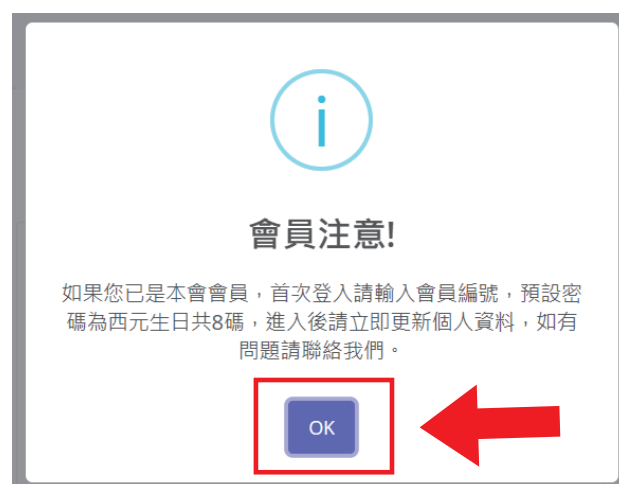 i
會員注意!
如果您已是本會會員，首次登入請輸入會員編號，預設密
碼為西元生日共8碼，進入後請立即更新個人資料，如有
問題請聯絡我們。
OK